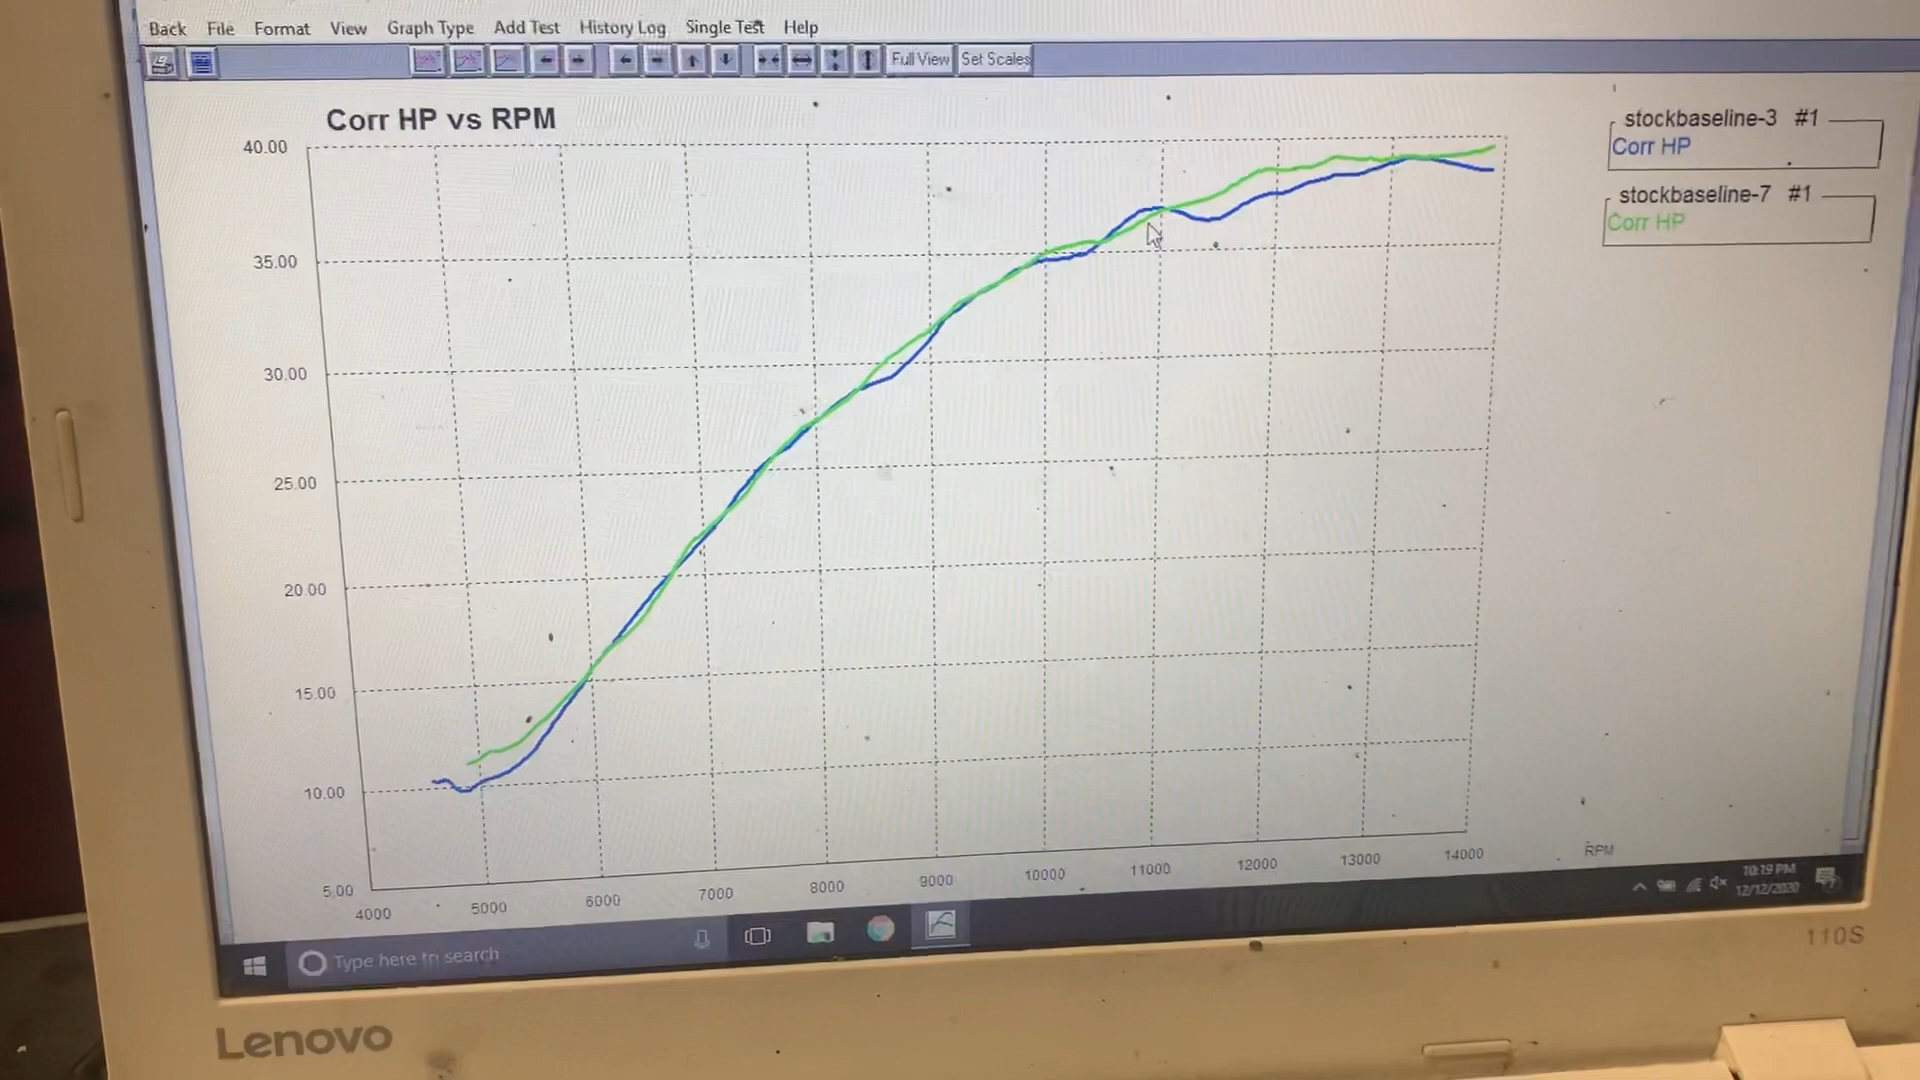 Back File Format View Graph Type Add Test History Log Single Test Help
Full View Set Scales
Corr HP vs RPM
stockbaseline-3 #1
Corr HP
stockbaseline-7 #1
Corr HP
40.00
35.00
30.00
25.00
20.00
15.00
10.00
5.00
4000 5000 6000 7000 8000 9000 10000 11000 12000 13000 14000 RPM
Type here to search
10:19 PM
12/12/2020
110S
Lenovo